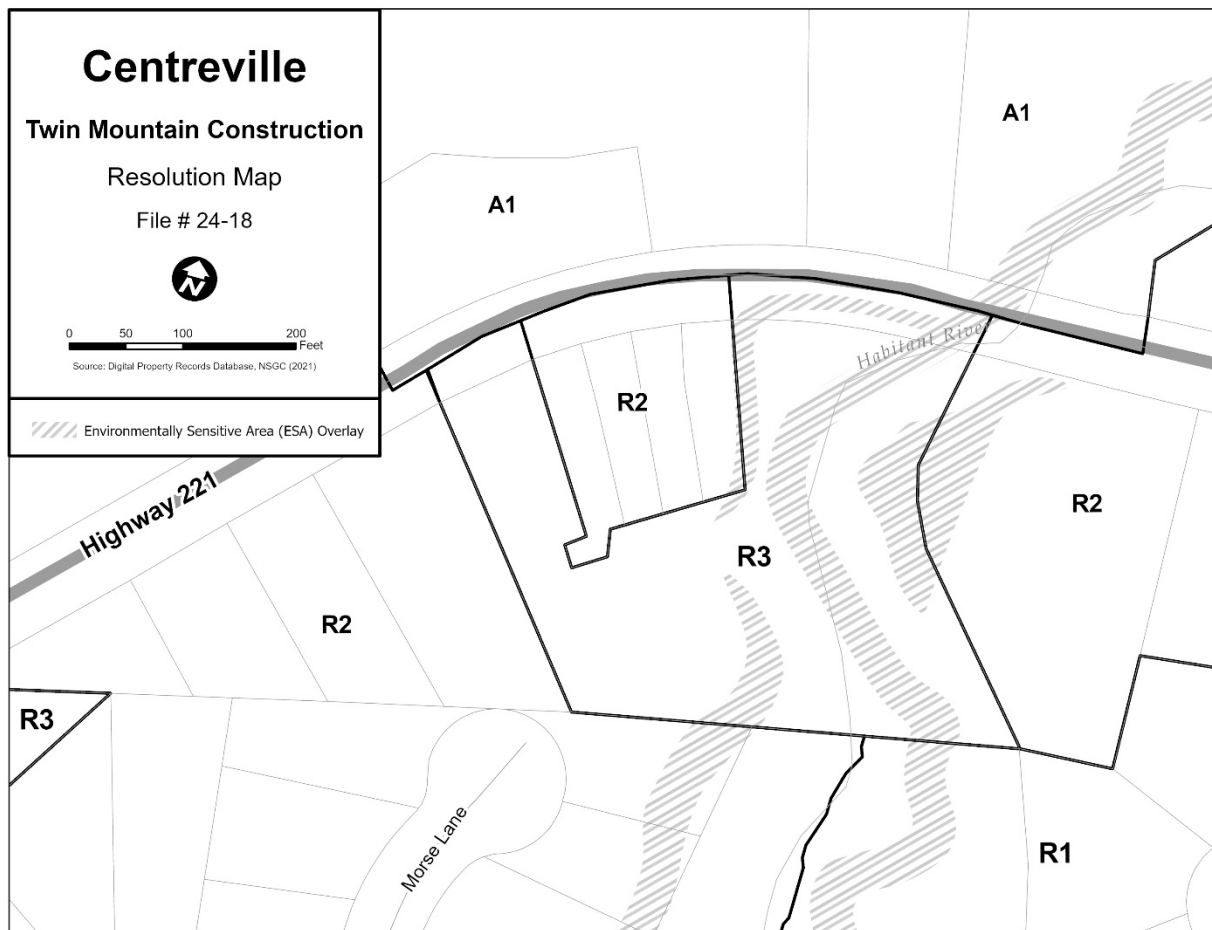 Centreville
Twin Mountain Construction
Resolution Map
File # 24-18
N
0 50 100 200
Feet
Source: Digital Property Records Database, NSGC (2021)
Environmentally Sensitive Area (ESA) Overlay
A1
A1
Habitant River
R2
R2
Highway 221
R3
R2
R3
Morse Lane
R1